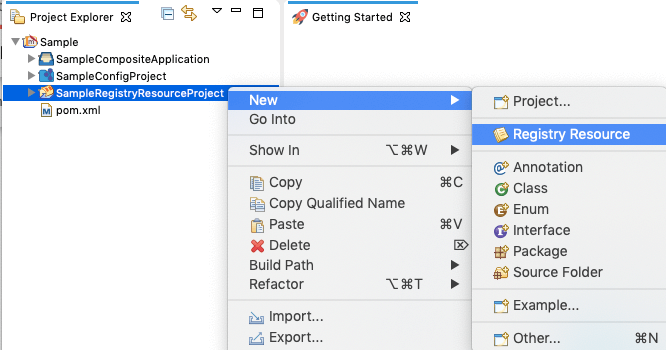 Project Explorer
Getting Started
Sample
SampleCompositeApplication
SampleConfigProject
SampleRegistryResourceProject
pom.xml
New
Go Into
Show In ⌥⌘W
Copy ⌘C
Copy Qualified Name
Paste ⌘V
Delete ⌦
Build Path
Refactor ⌥⌘T
Import...
Export...
Project...
Registry Resource
Annotation
Class
Enum
Interface
Package
Source Folder
Example...
Other... ⌘N